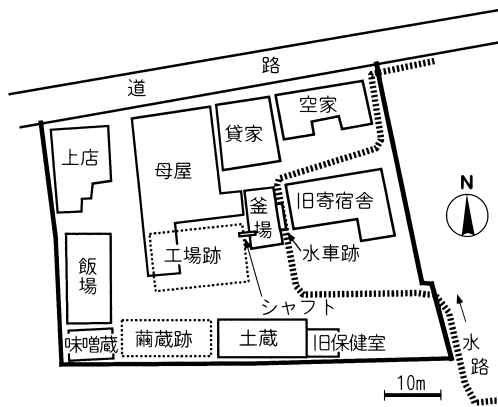 道路
空家
貸家
上店
母屋
旧寄宿舎
釜場
N
工場跡
水車跡
飯場
シャフト
味噌蔵
繭蔵跡
土蔵
旧保健室
水路
10m